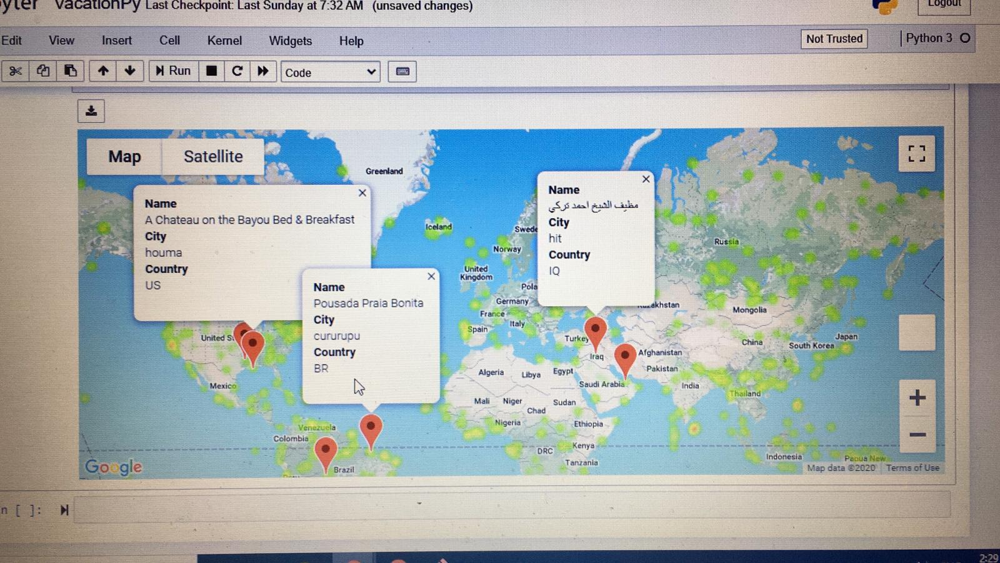 yter VacationPy Last Checkpoint: Last Sunday at 7:32 AM (unsaved changes)
Logout
Edit View Insert Cell Kernel Widgets Help
Not Trusted
Python 3
Run
Code
Map Satellite
Greenland
Name
A Chateau on the Bayou Bed & Breakfast
City
houma
Country
US
Name
Pousada Praia Bonita
City
cururupu
Country
BR
Name
مظيف الشيخ احمد تركي
City
hit
Country
IQ
Iceland
Swede
Norway
Russia
United
Kingdom
Pola
Germany
akhstan
Mongolia
France
Italy
Spain
United St
Turkey
China
Japan
South Korea
Iraq
Afghanistan
Pakistan
Algeria
Libya
Egypt
Mexico
Saudi Arabia
India
Thailand
Mali
Niger
Sudan
Chad
Nigeria
Ethiopia
Venezuela
Colombia
DRC
Kenya
Tanzania
Indonesia
Papua New
Brazil
Google
Map data ©2020 Terms of Use
n [ ]:
2:29